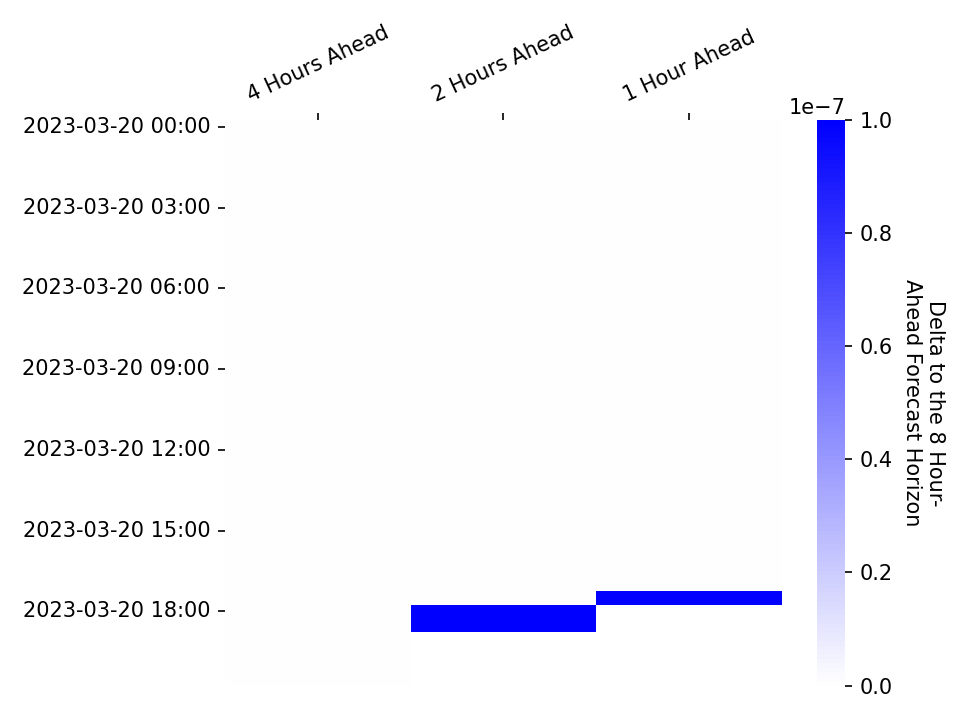 4 Hours Ahead
2 Hours Ahead
1 Hour Ahead
1e−7
2023-03-20 00:00
2023-03-20 03:00
2023-03-20 06:00
2023-03-20 09:00
2023-03-20 12:00
2023-03-20 15:00
2023-03-20 18:00
1.0
0.8
0.6
0.4
0.2
0.0
Delta to the 8 Hour-
Ahead Forecast Horizon